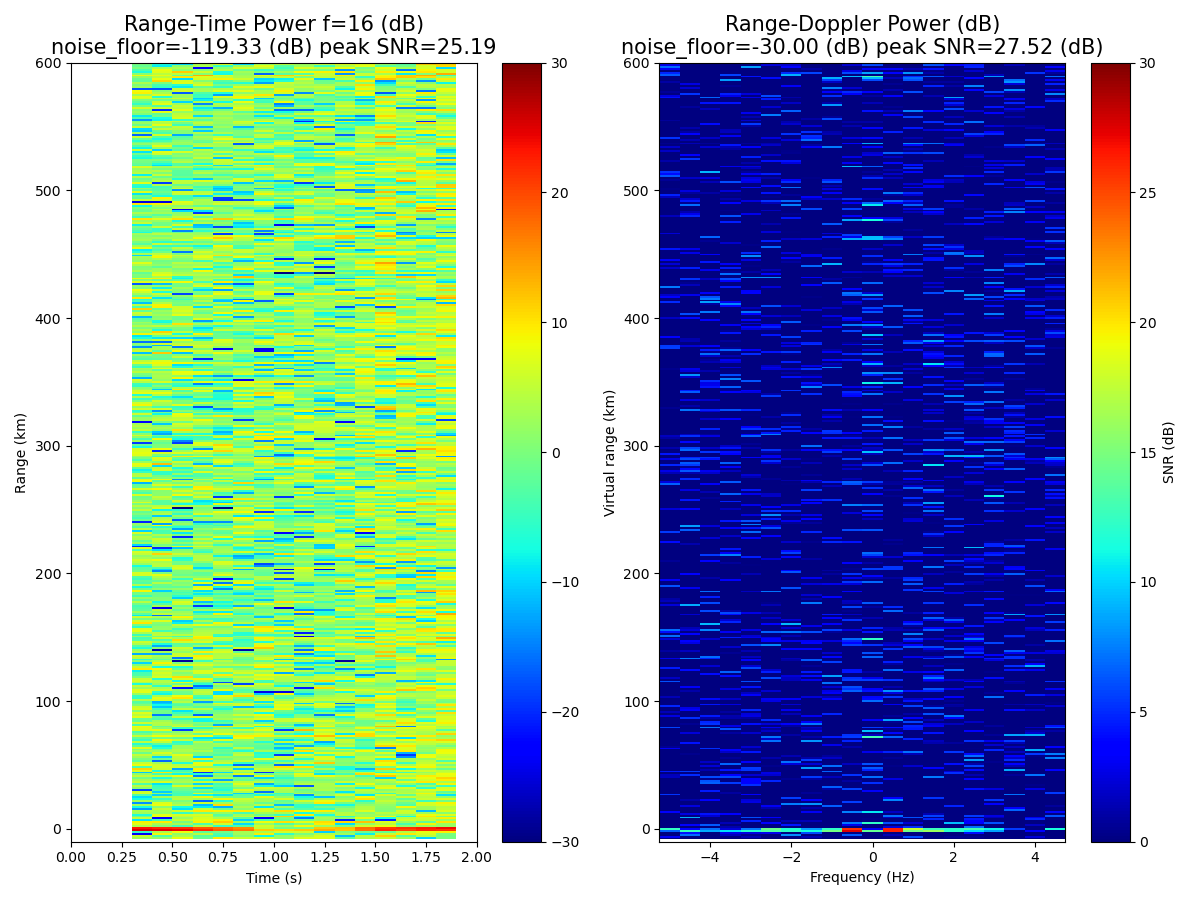 Range-Time Power f=16 (dB)
noise_floor=-119.33 (dB) peak SNR=25.19
Range-Doppler Power (dB)
noise_floor=-30.00 (dB) peak SNR=27.52 (dB)
600
500
400
300
200
100
0
Range (km)
0.00 0.25 0.50 0.75 1.00 1.25 1.50 1.75 2.00
Time (s)
30
20
10
0
−10
−20
−30
600
500
400
300
200
100
0
Virtual range (km)
−4 −2 0 2 4
Frequency (Hz)
30
25
20
15
10
5
0
SNR (dB)